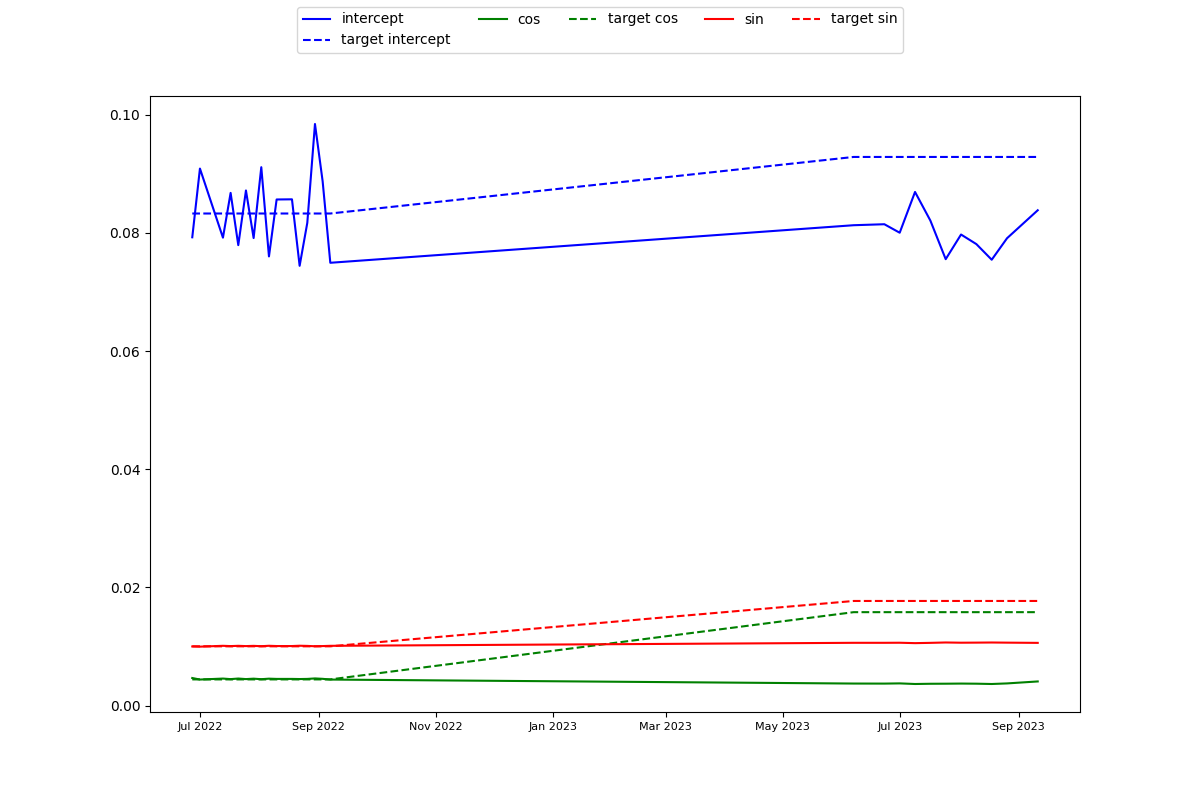 intercept cos target cos sin target sin
target intercept
0.10
0.08
0.06
0.04
0.02
0.00
Jul 2022 Sep 2022 Nov 2022 Jan 2023 Mar 2023 May 2023 Jul 2023 Sep 2023